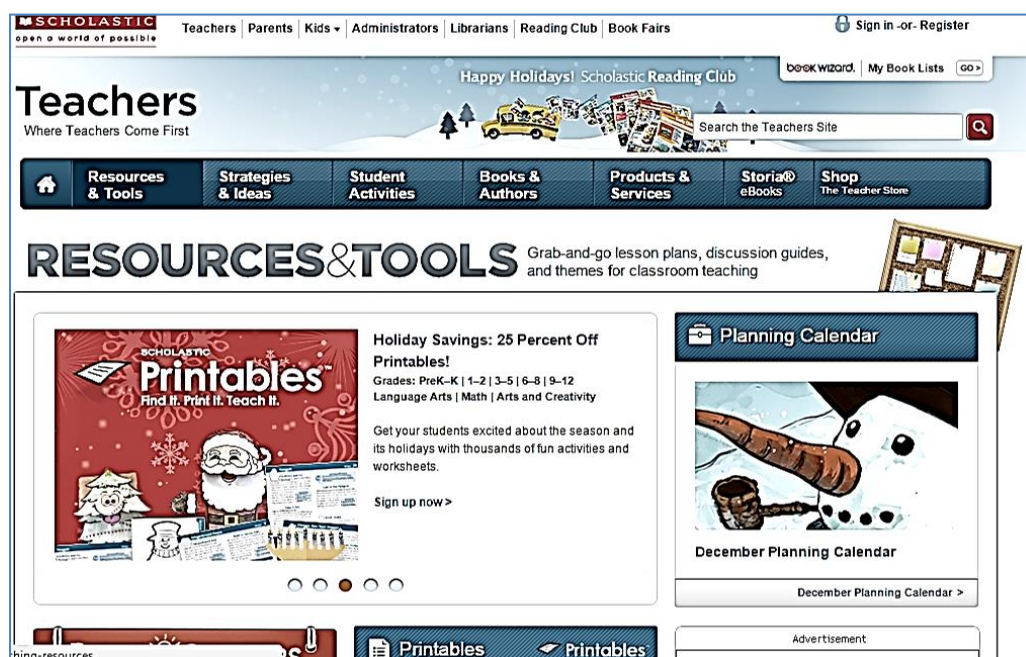 SCHOLASTIC
open a world of possible
Teachers | Parents | Kids | Administrators | Librarians | Reading Club | Book Fairs
Sign in -or- Register
Happy Holidays! Scholastic Reading Club
BOOK WIZARD. | My Book Lists GO >
Teachers
Where Teachers Come First
Search the Teachers Site
Resources & Tools
Strategies & Ideas
Student Activities
Books & Authors
Products & Services
Storia® eBooks
Shop
The Teacher Store
RESOURCES & TOOLS
Grab-and-go lesson plans, discussion guides,
and themes for classroom teaching
SCHOLASTIC
Printables™
Find It. Print It. Teach It.
Holiday Savings: 25 Percent Off
Printables!
Grades: PreK–K | 1–2 | 3–5 | 6–8 | 9–12
Language Arts | Math | Arts and Creativity
Get your students excited about the season and
its holidays with thousands of fun activities and
worksheets.
Sign up now >
Planning Calendar
December Planning Calendar
December Planning Calendar >
Printables
Printables
Advertisement